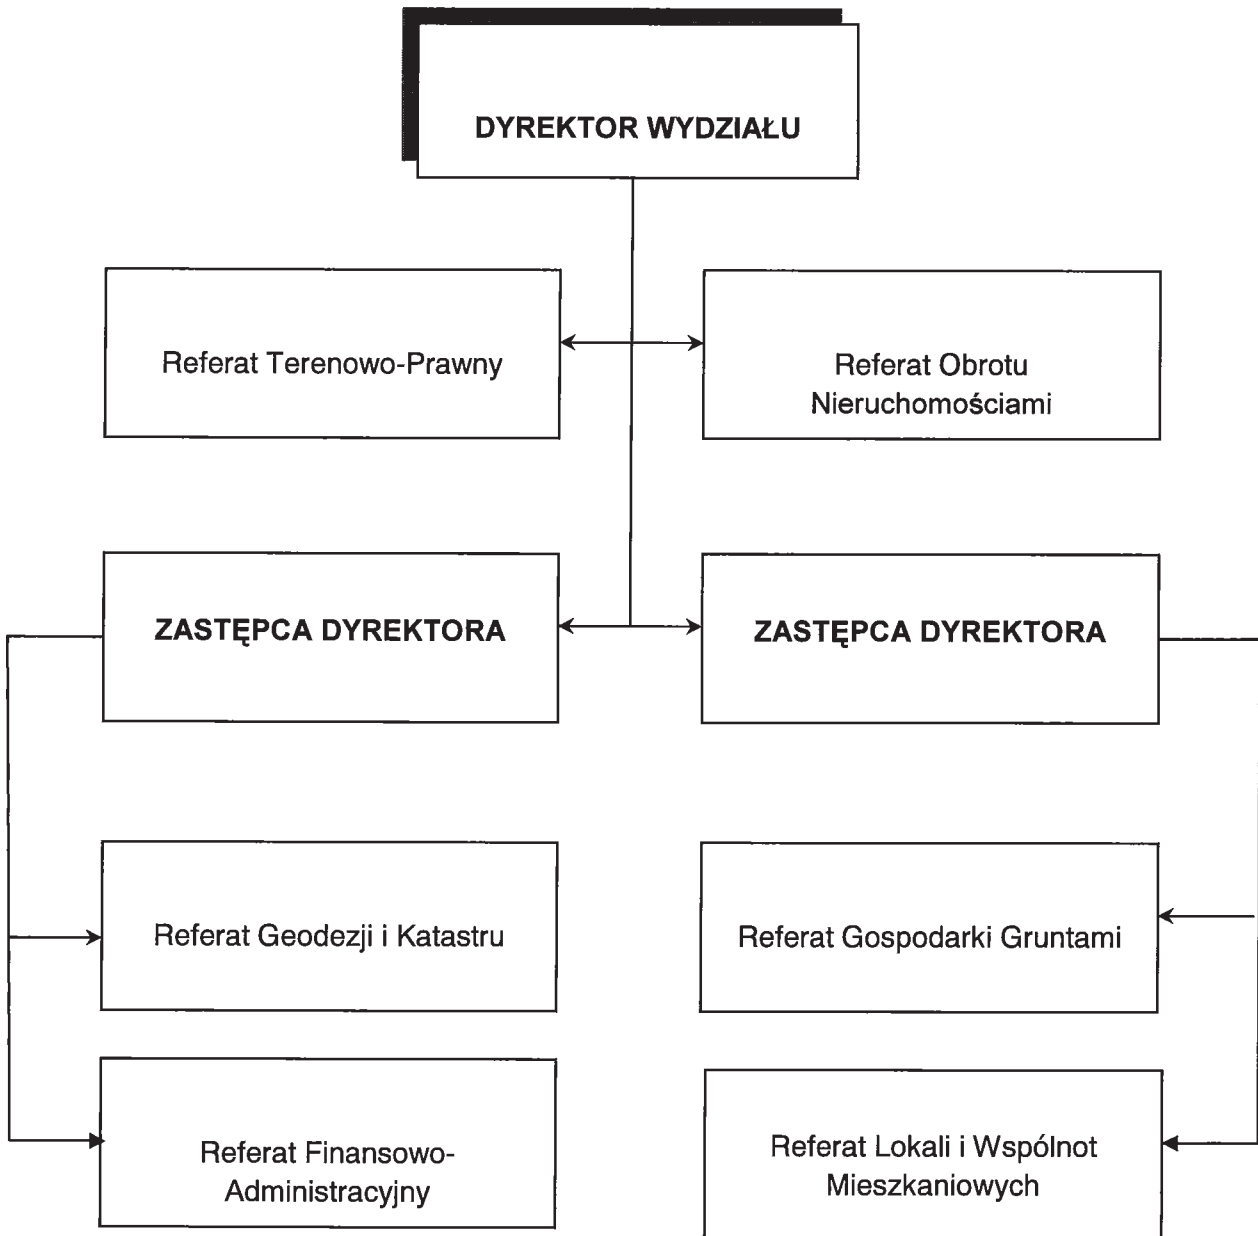 DYREKTOR WYDZIAŁU
Referat Terenowo-Prawny
Referat Obrotu
Nieruchomościami
ZASTĘPCA DYREKTORA
ZASTĘPCA DYREKTORA
Referat Geodezji i Katastru
Referat Gospodarki Gruntami
Referat Finansowo-
Administracyjny
Referat Lokali i Wspólnot
Mieszkaniowych